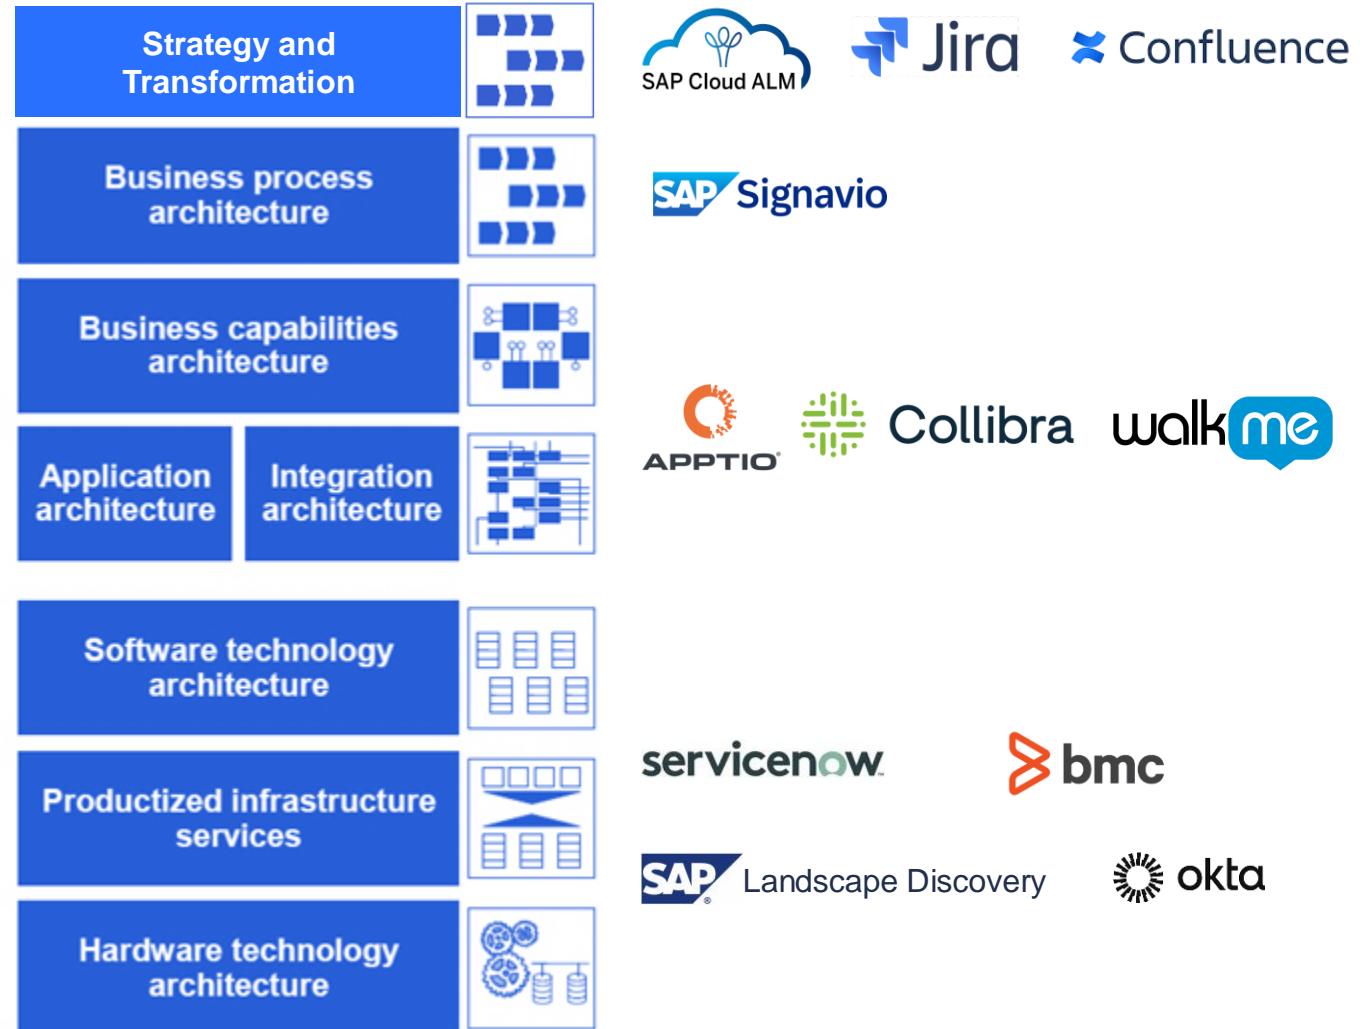 Strategy and
Transformation
SAP Cloud ALM
Jira
Confluence
Business process
architecture
SAP Signavio
Business capabilities
architecture
APPTIO®
Collibra
walkme
Application
architecture
Integration
architecture
Software technology
architecture
servicenow™
bmc
Productized infrastructure
services
SAP® Landscape Discovery
okta
Hardware technology
architecture